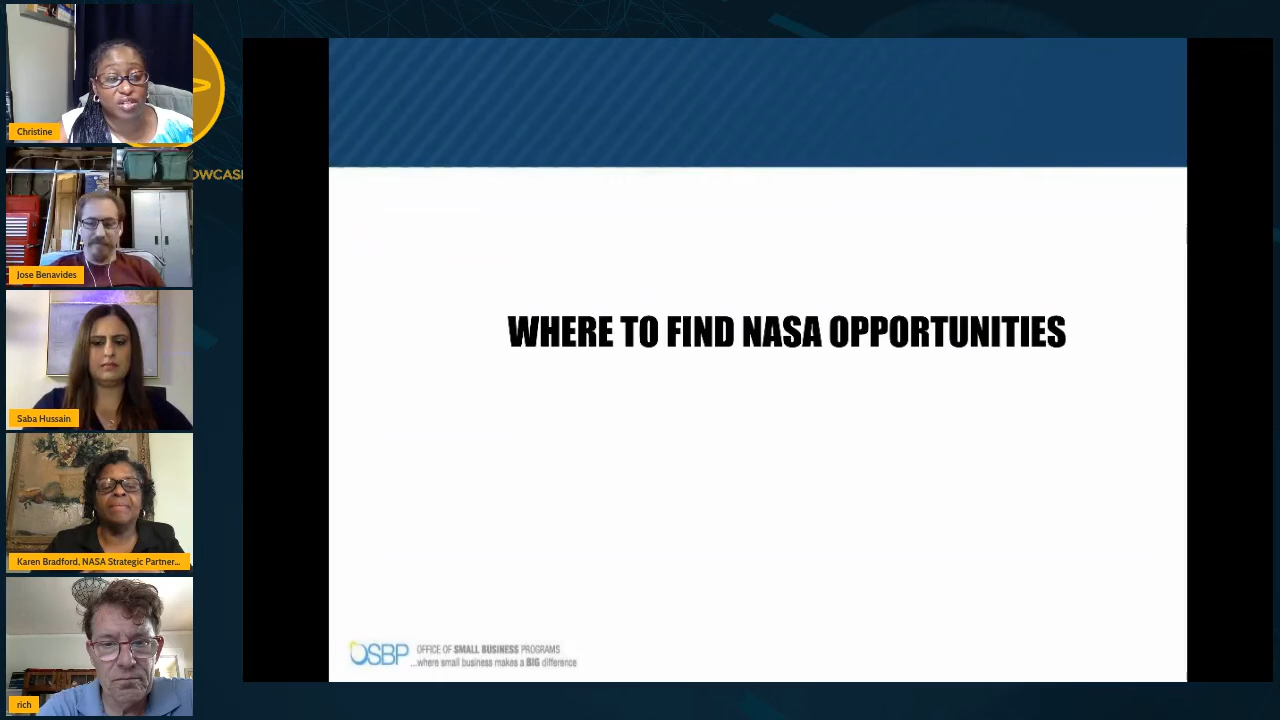 Christine
OWCASE
Jose Benavides
Saba Hussain
Karen Bradford, NASA Strategic Partner...
rich
WHERE TO FIND NASA OPPORTUNITIES
OSBP
OFFICE OF SMALL BUSINESS PROGRAMS
...where small business makes a BIG difference